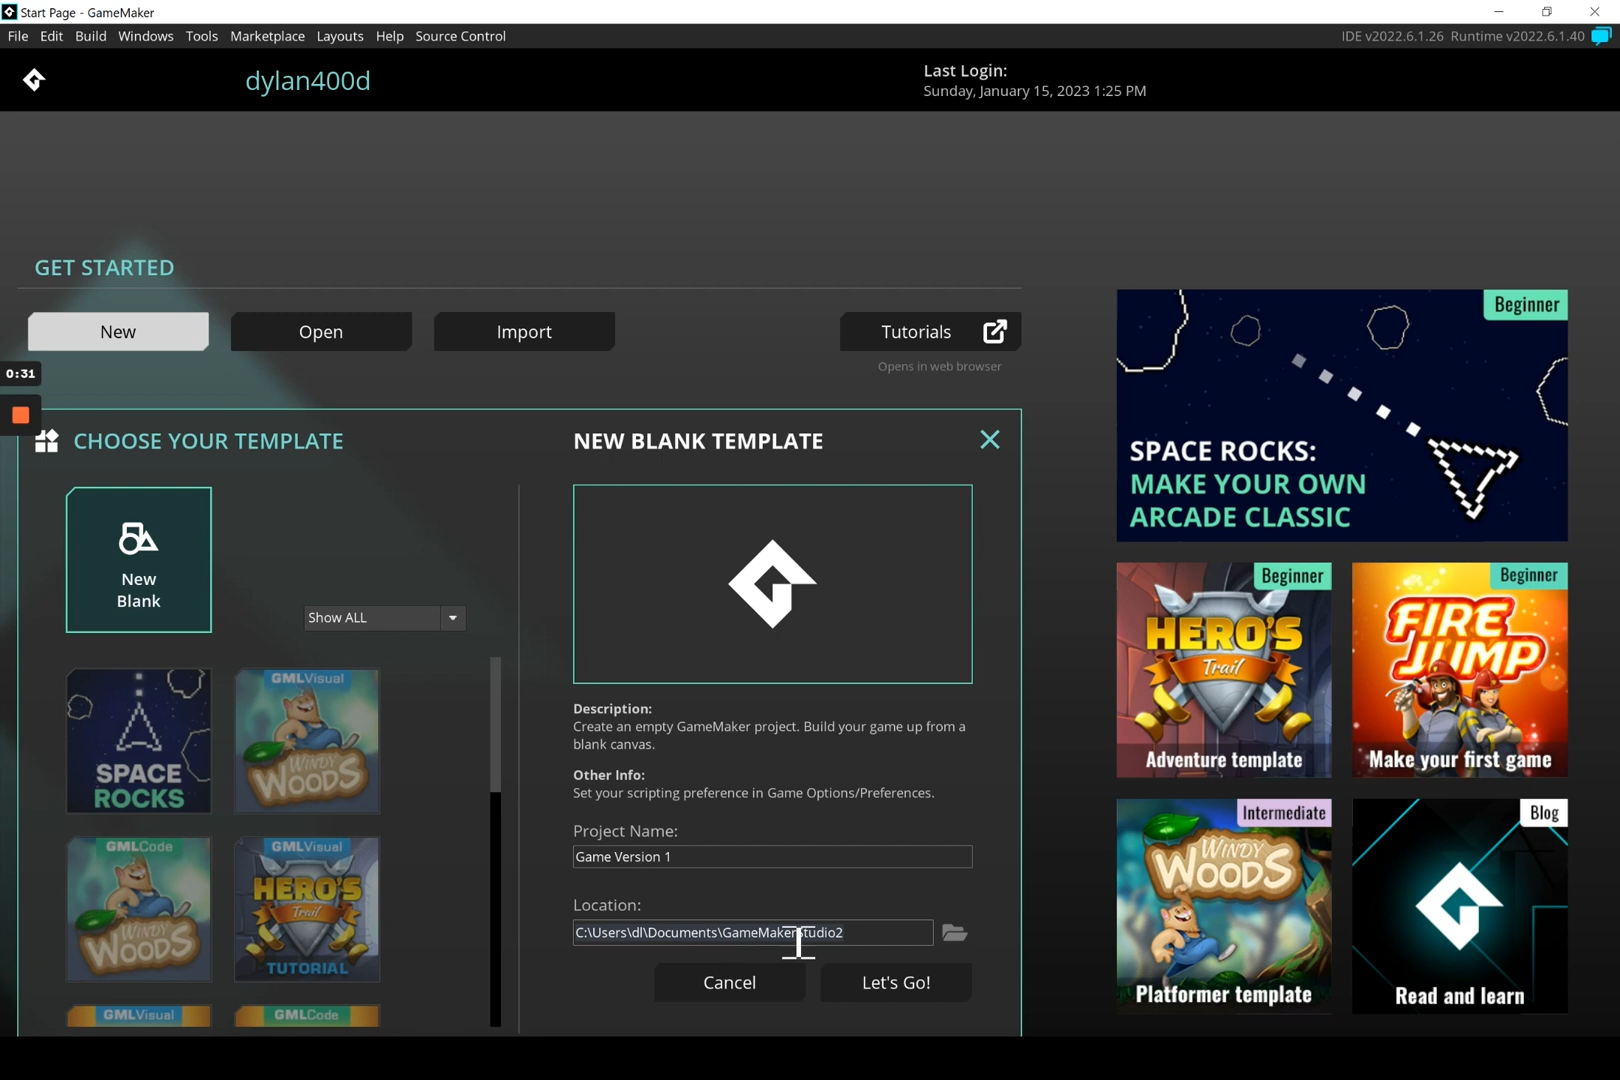 Start Page - GameMaker
File Edit Build Windows Tools Marketplace Layouts Help Source Control
IDE v2022.6.1.26 Runtime v2022.6.1.40
dylan400d
Last Login:
Sunday, January 15, 2023 1:25 PM
GET STARTED
New
Open
Import
Tutorials
Opens in web browser
0:31
CHOOSE YOUR TEMPLATE
New
Blank
Show ALL
SPACE
ROCKS
GMLVisual
WINDY
WOODS
GMLCode
WINDY
WOODS
GMLVisual
HERO'S
Trail
TUTORIAL
GMLVisual
GMLCode
NEW BLANK TEMPLATE
Description:
Create an empty GameMaker project. Build your game up from a
blank canvas.
Other Info:
Set your scripting preference in Game Options/Preferences.
Project Name:
Game Version 1
Location:
C:\Users\dl\Documents\GameMakerStudio2
Cancel
Let's Go!
Beginner
SPACE ROCKS:
MAKE YOUR OWN
ARCADE CLASSIC
Beginner
HERO'S
Trail
Adventure template
Beginner
FIRE
JUMP
Make your first game
Intermediate
WINDY
WOODS
Platformer template
Blog
Read and learn